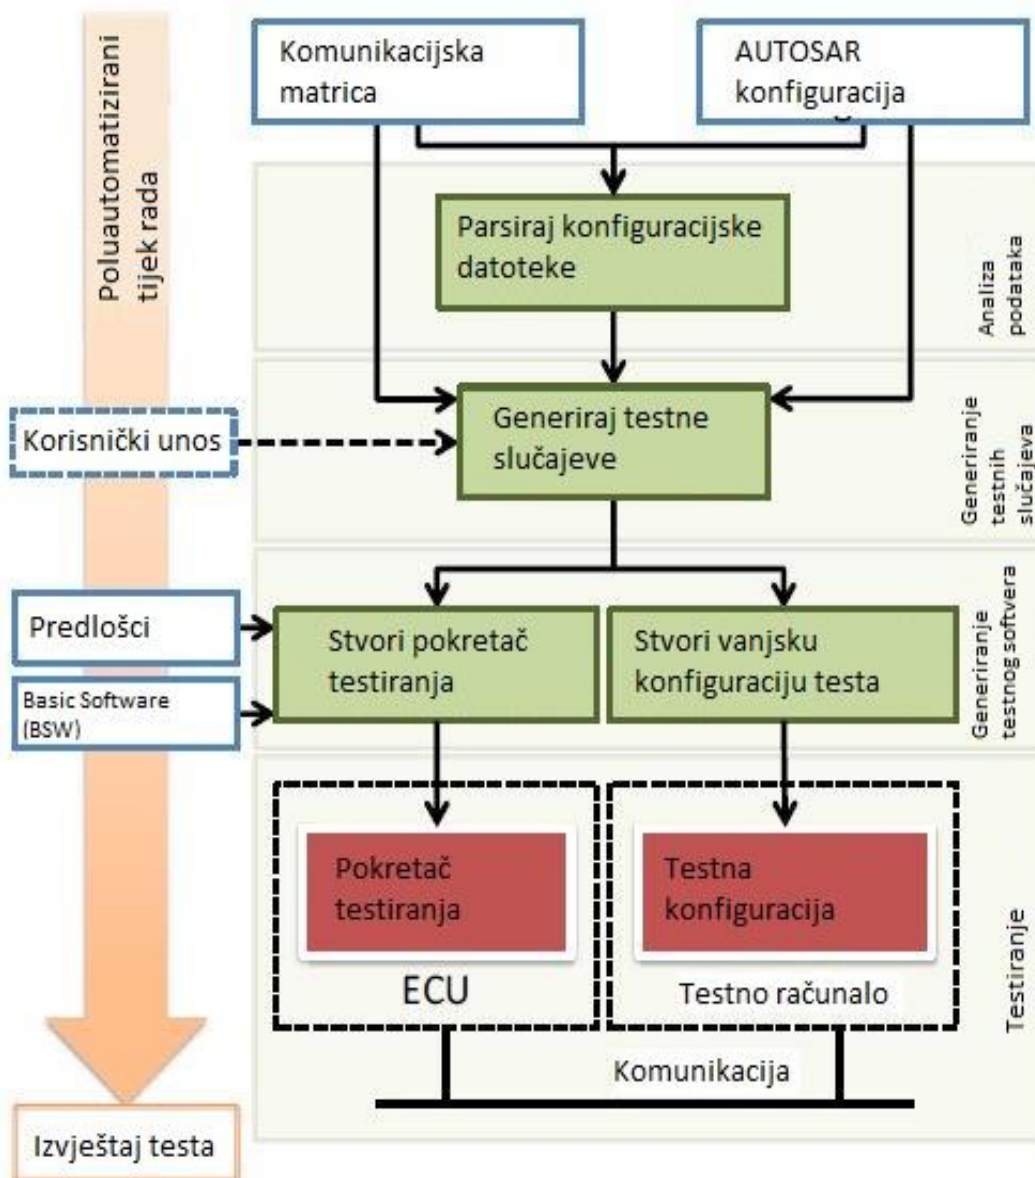 Poluautomatizirani
tijek rada
Komunikacijska
matrica
AUTOSAR
konfiguracija
Parsiraj konfiguracijske
datoteke
Analiza
podataka
Korisnički unos
Generiraj testne
slučajeve
Generiranje
testnih
slučajeva
Predlošci
Basic Software
(BSW)
Stvori pokretač
testiranja
Stvori vanjsku
konfiguraciju testa
Generiranje
testnog softvera
Pokretač
testiranja
ECU
Testna
konfiguracija
Testno računalo
Komunikacija
Testiranje
Izvještaj testa